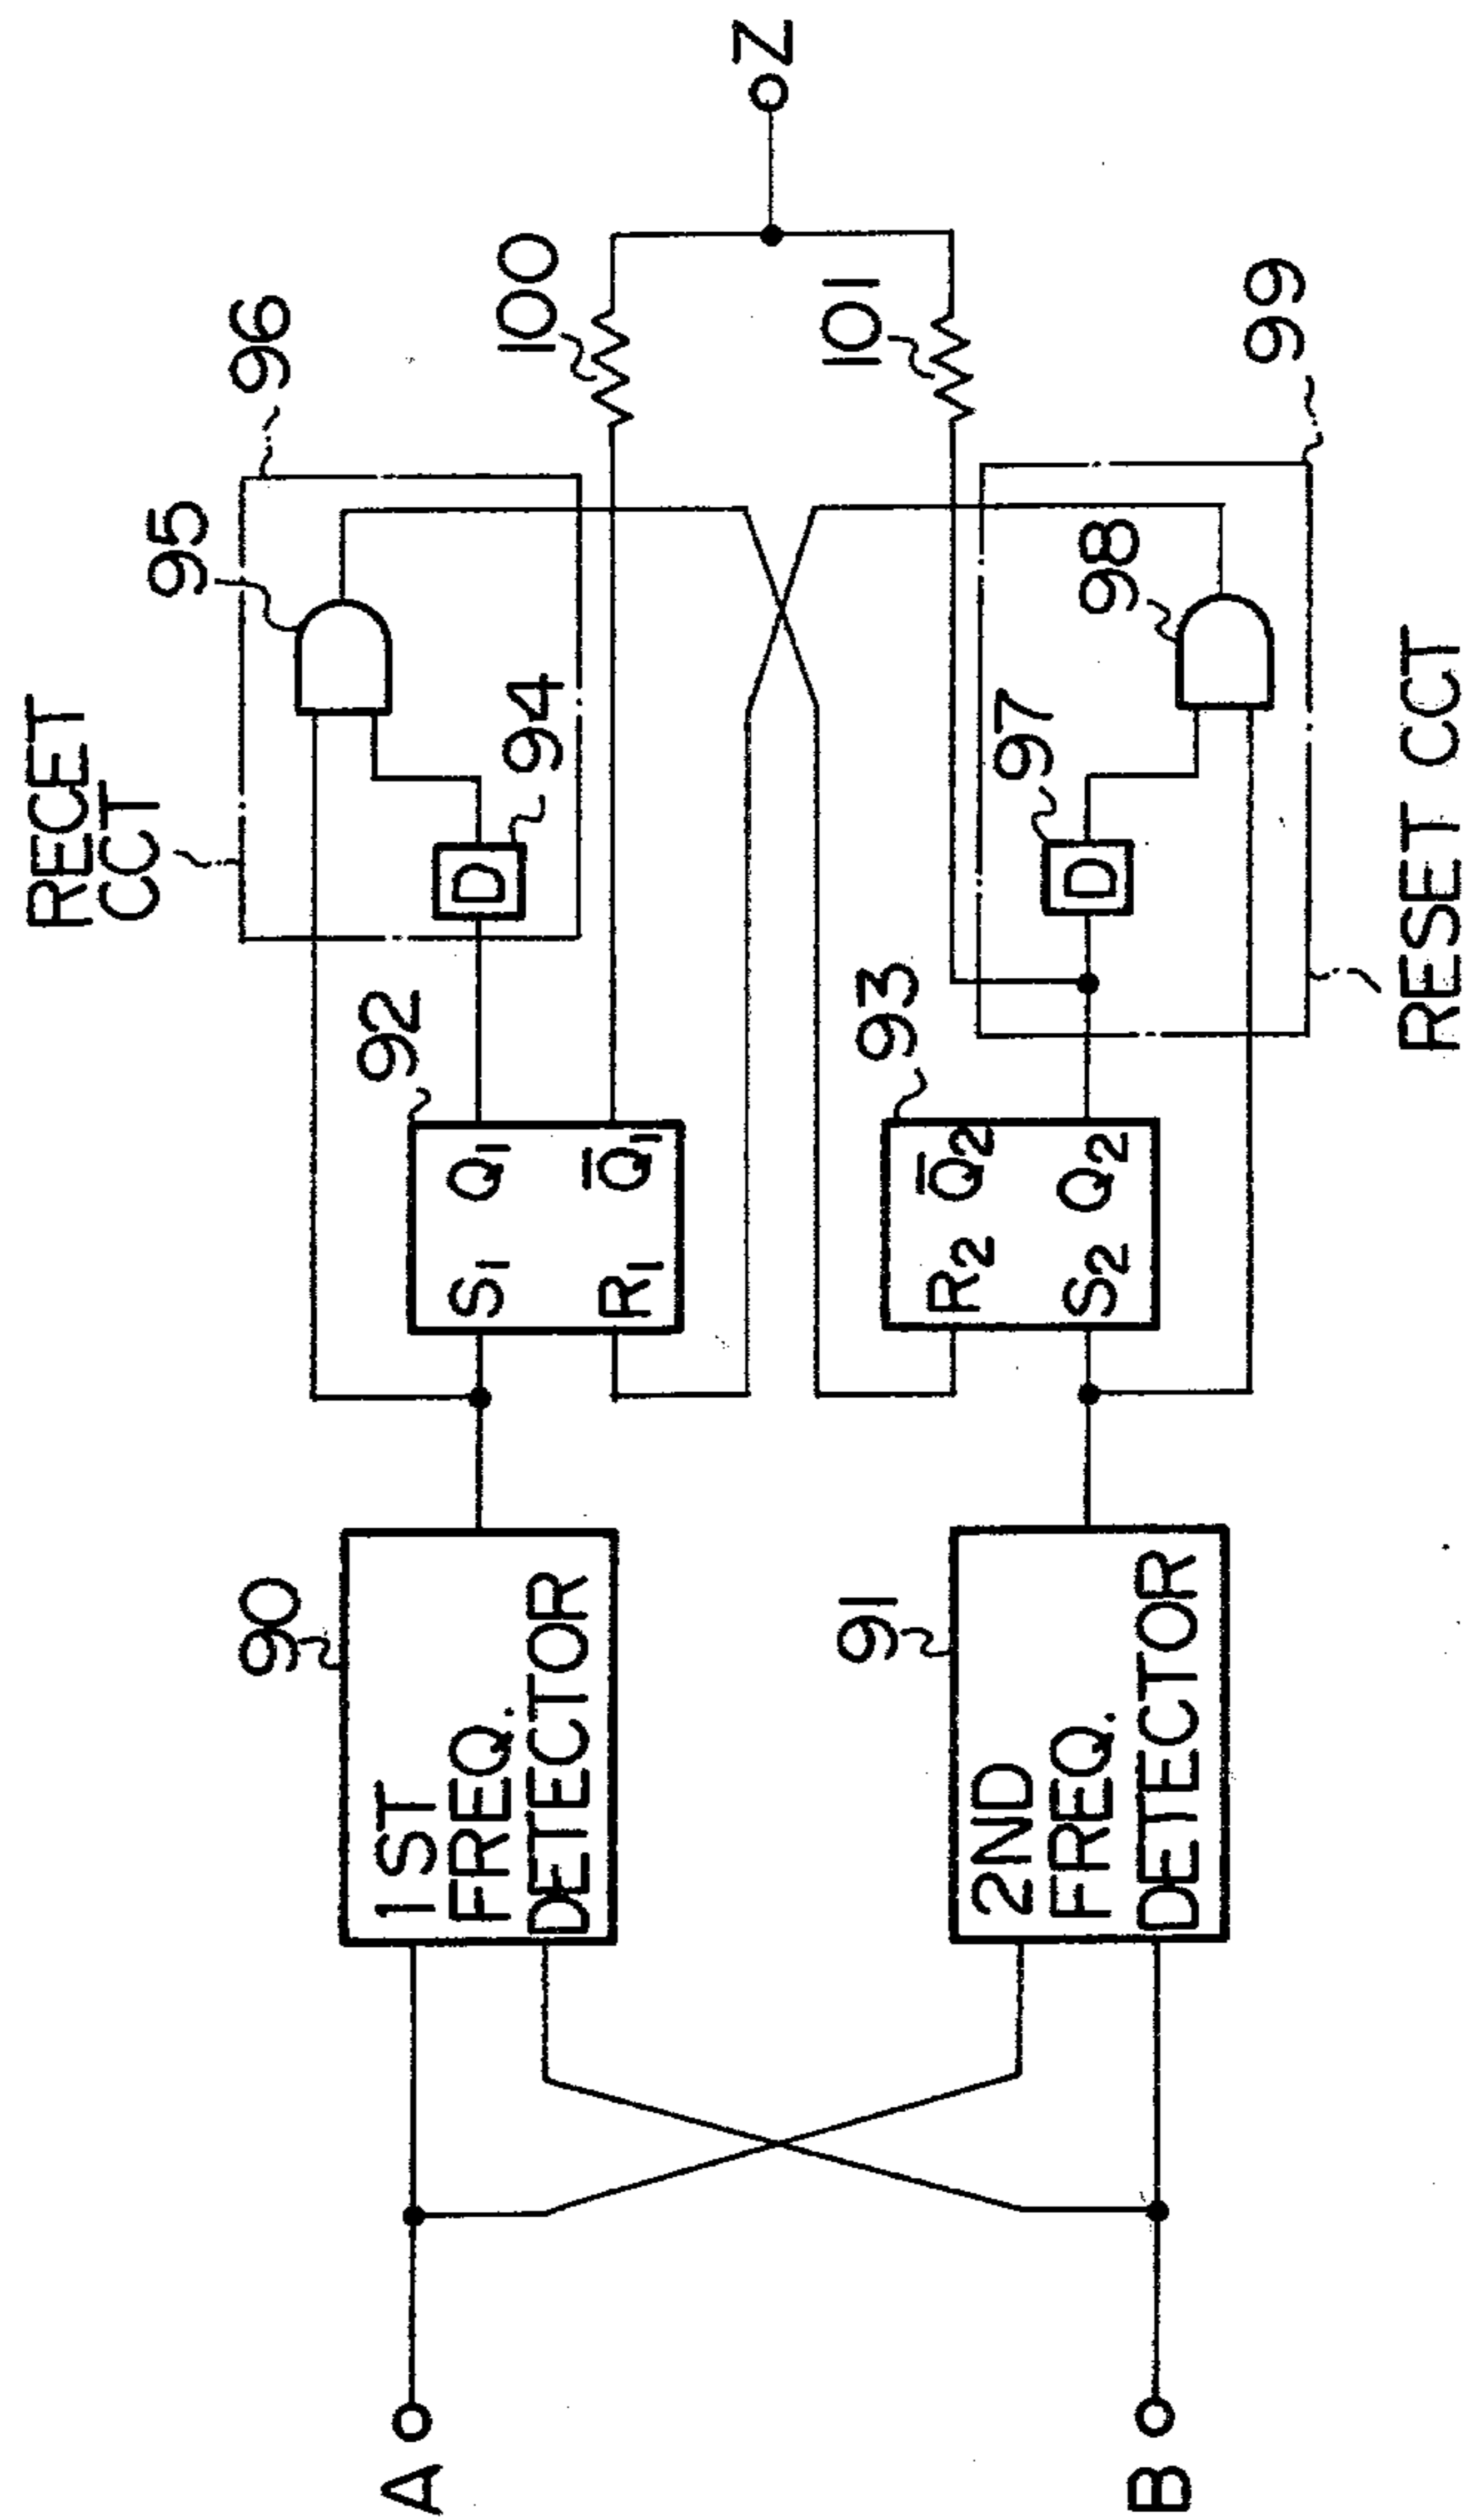 RECET
CCT
95
96
94
100
92
S1 Q1
R1 Q̅1
90
1ST
FREQ.
DETECTOR
A
Z
101
93
R2 Q̅2
S2 Q2
97
98
99
91
2ND
FREQ.
DETECTOR
B
D
D
RESET CCT